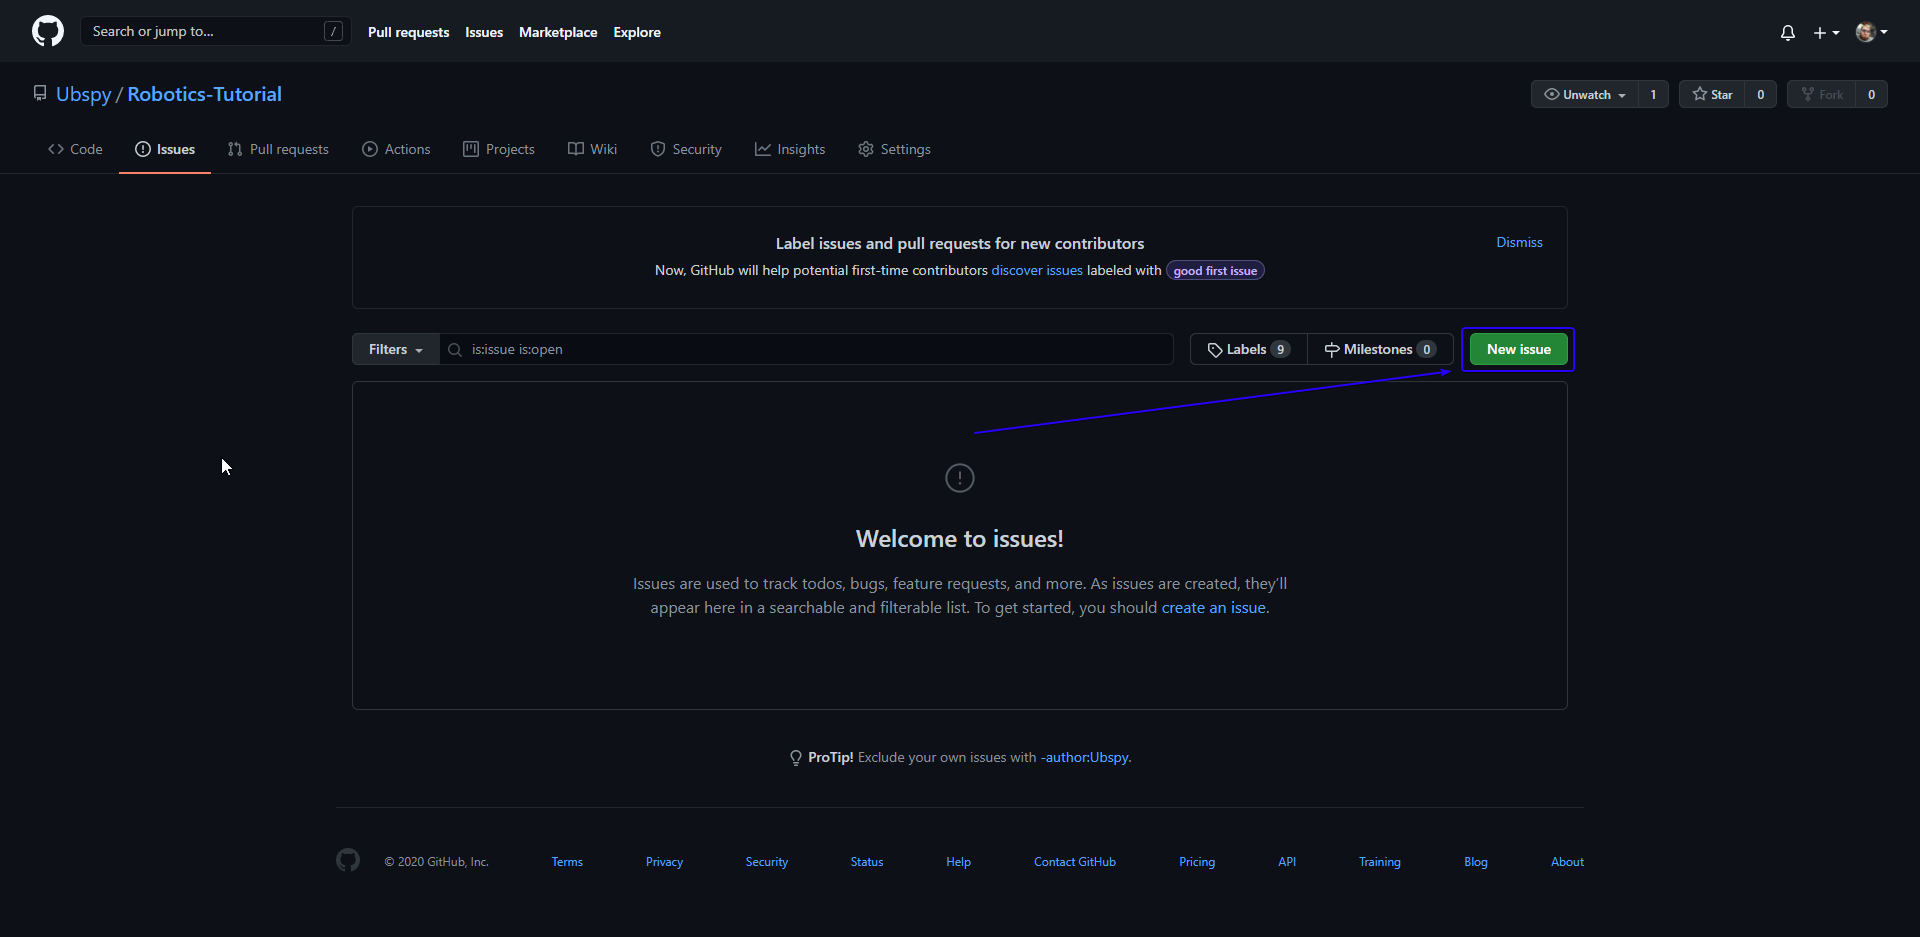 Search or jump to... /
Pull requests Issues Marketplace Explore
Ubspy / Robotics-Tutorial
Unwatch 1 Star 0 Fork 0
Code Issues Pull requests Actions Projects Wiki Security Insights Settings
Label issues and pull requests for new contributors
Dismiss
Now, GitHub will help potential first-time contributors discover issues labeled with good first issue
Filters is:issue is:open Labels 9 Milestones 0 New issue
Welcome to issues!
Issues are used to track todos, bugs, feature requests, and more. As issues are created, they’ll
appear here in a searchable and filterable list. To get started, you should create an issue.
ProTip! Exclude your own issues with -author:Ubspy.
© 2020 GitHub, Inc. Terms Privacy Security Status Help Contact GitHub Pricing API Training Blog About